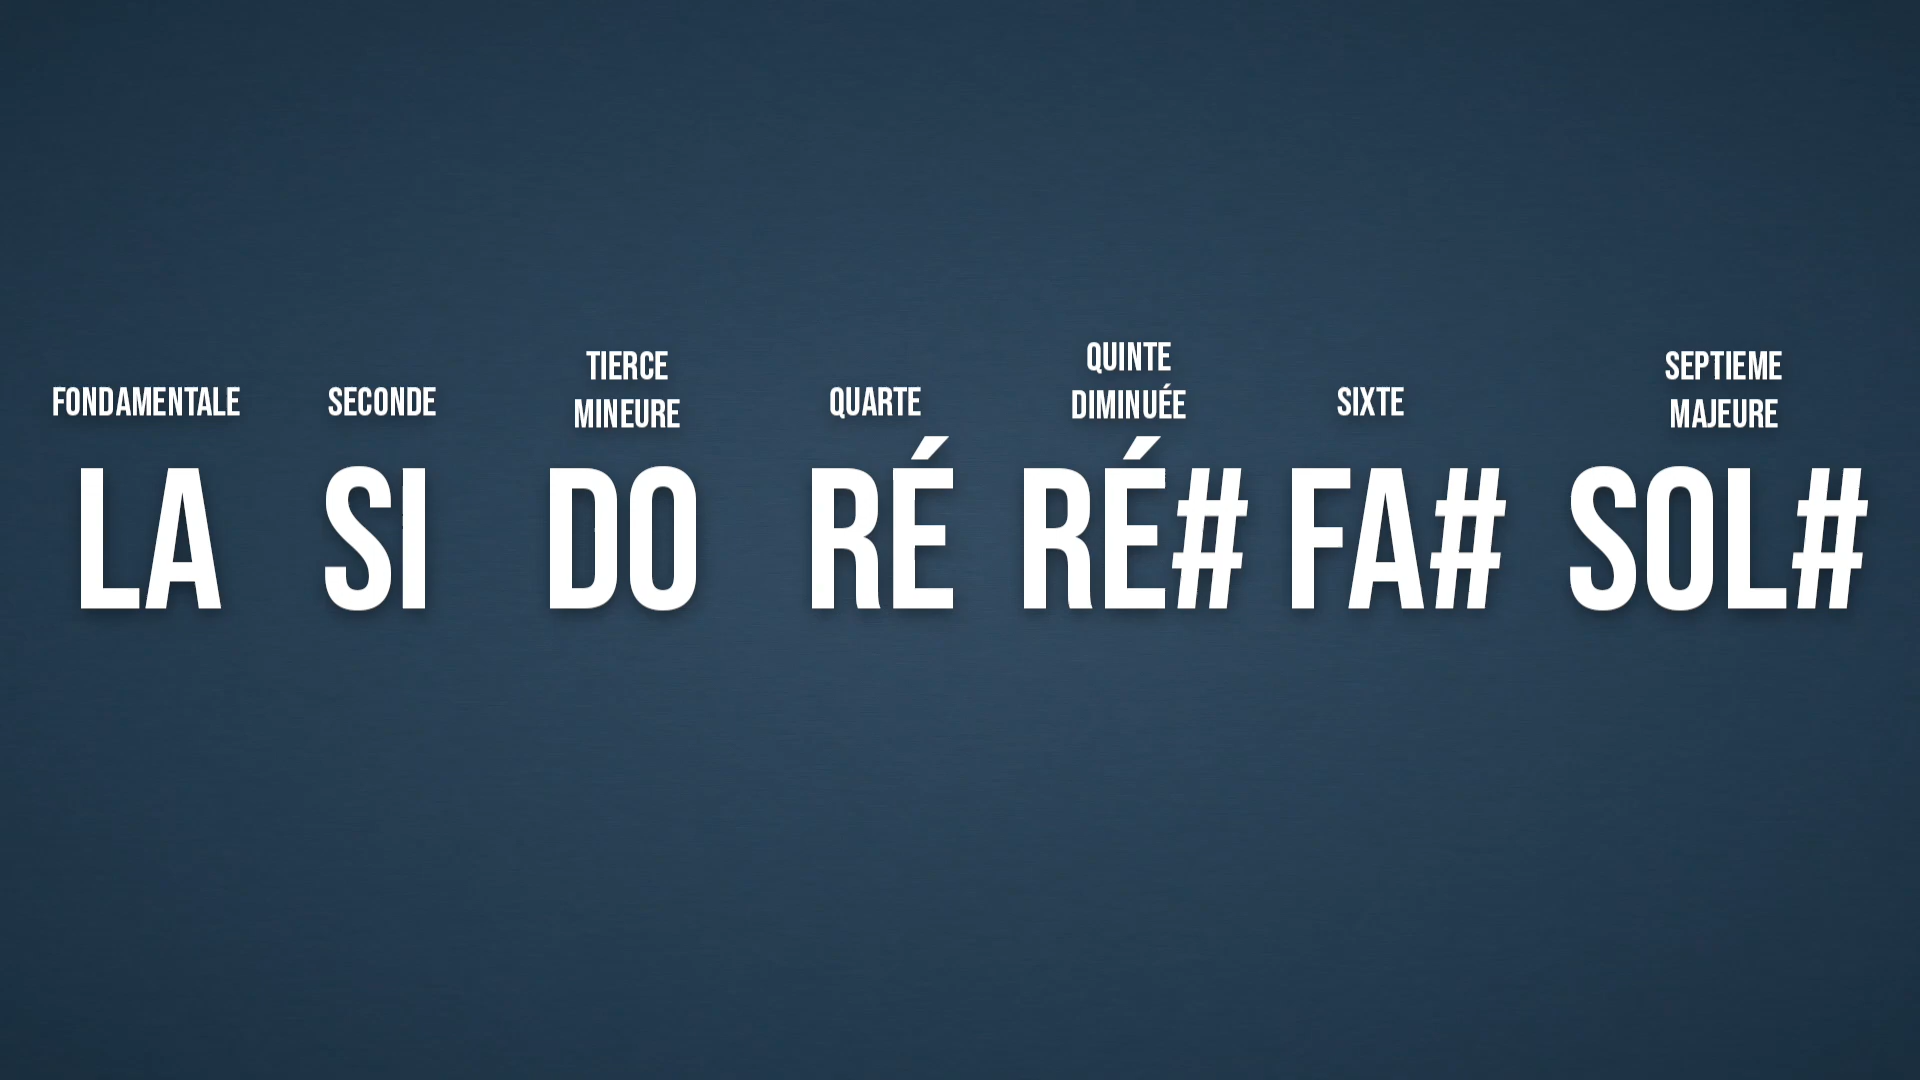 FONDAMENTALE
SECONDE
TIERCE
MINEURE
QUARTE
QUINTE
DIMINUÉE
SIXTE
SEPTIEME
MAJEURE
LA SI DO RÉ RÉ# FA# SOL#